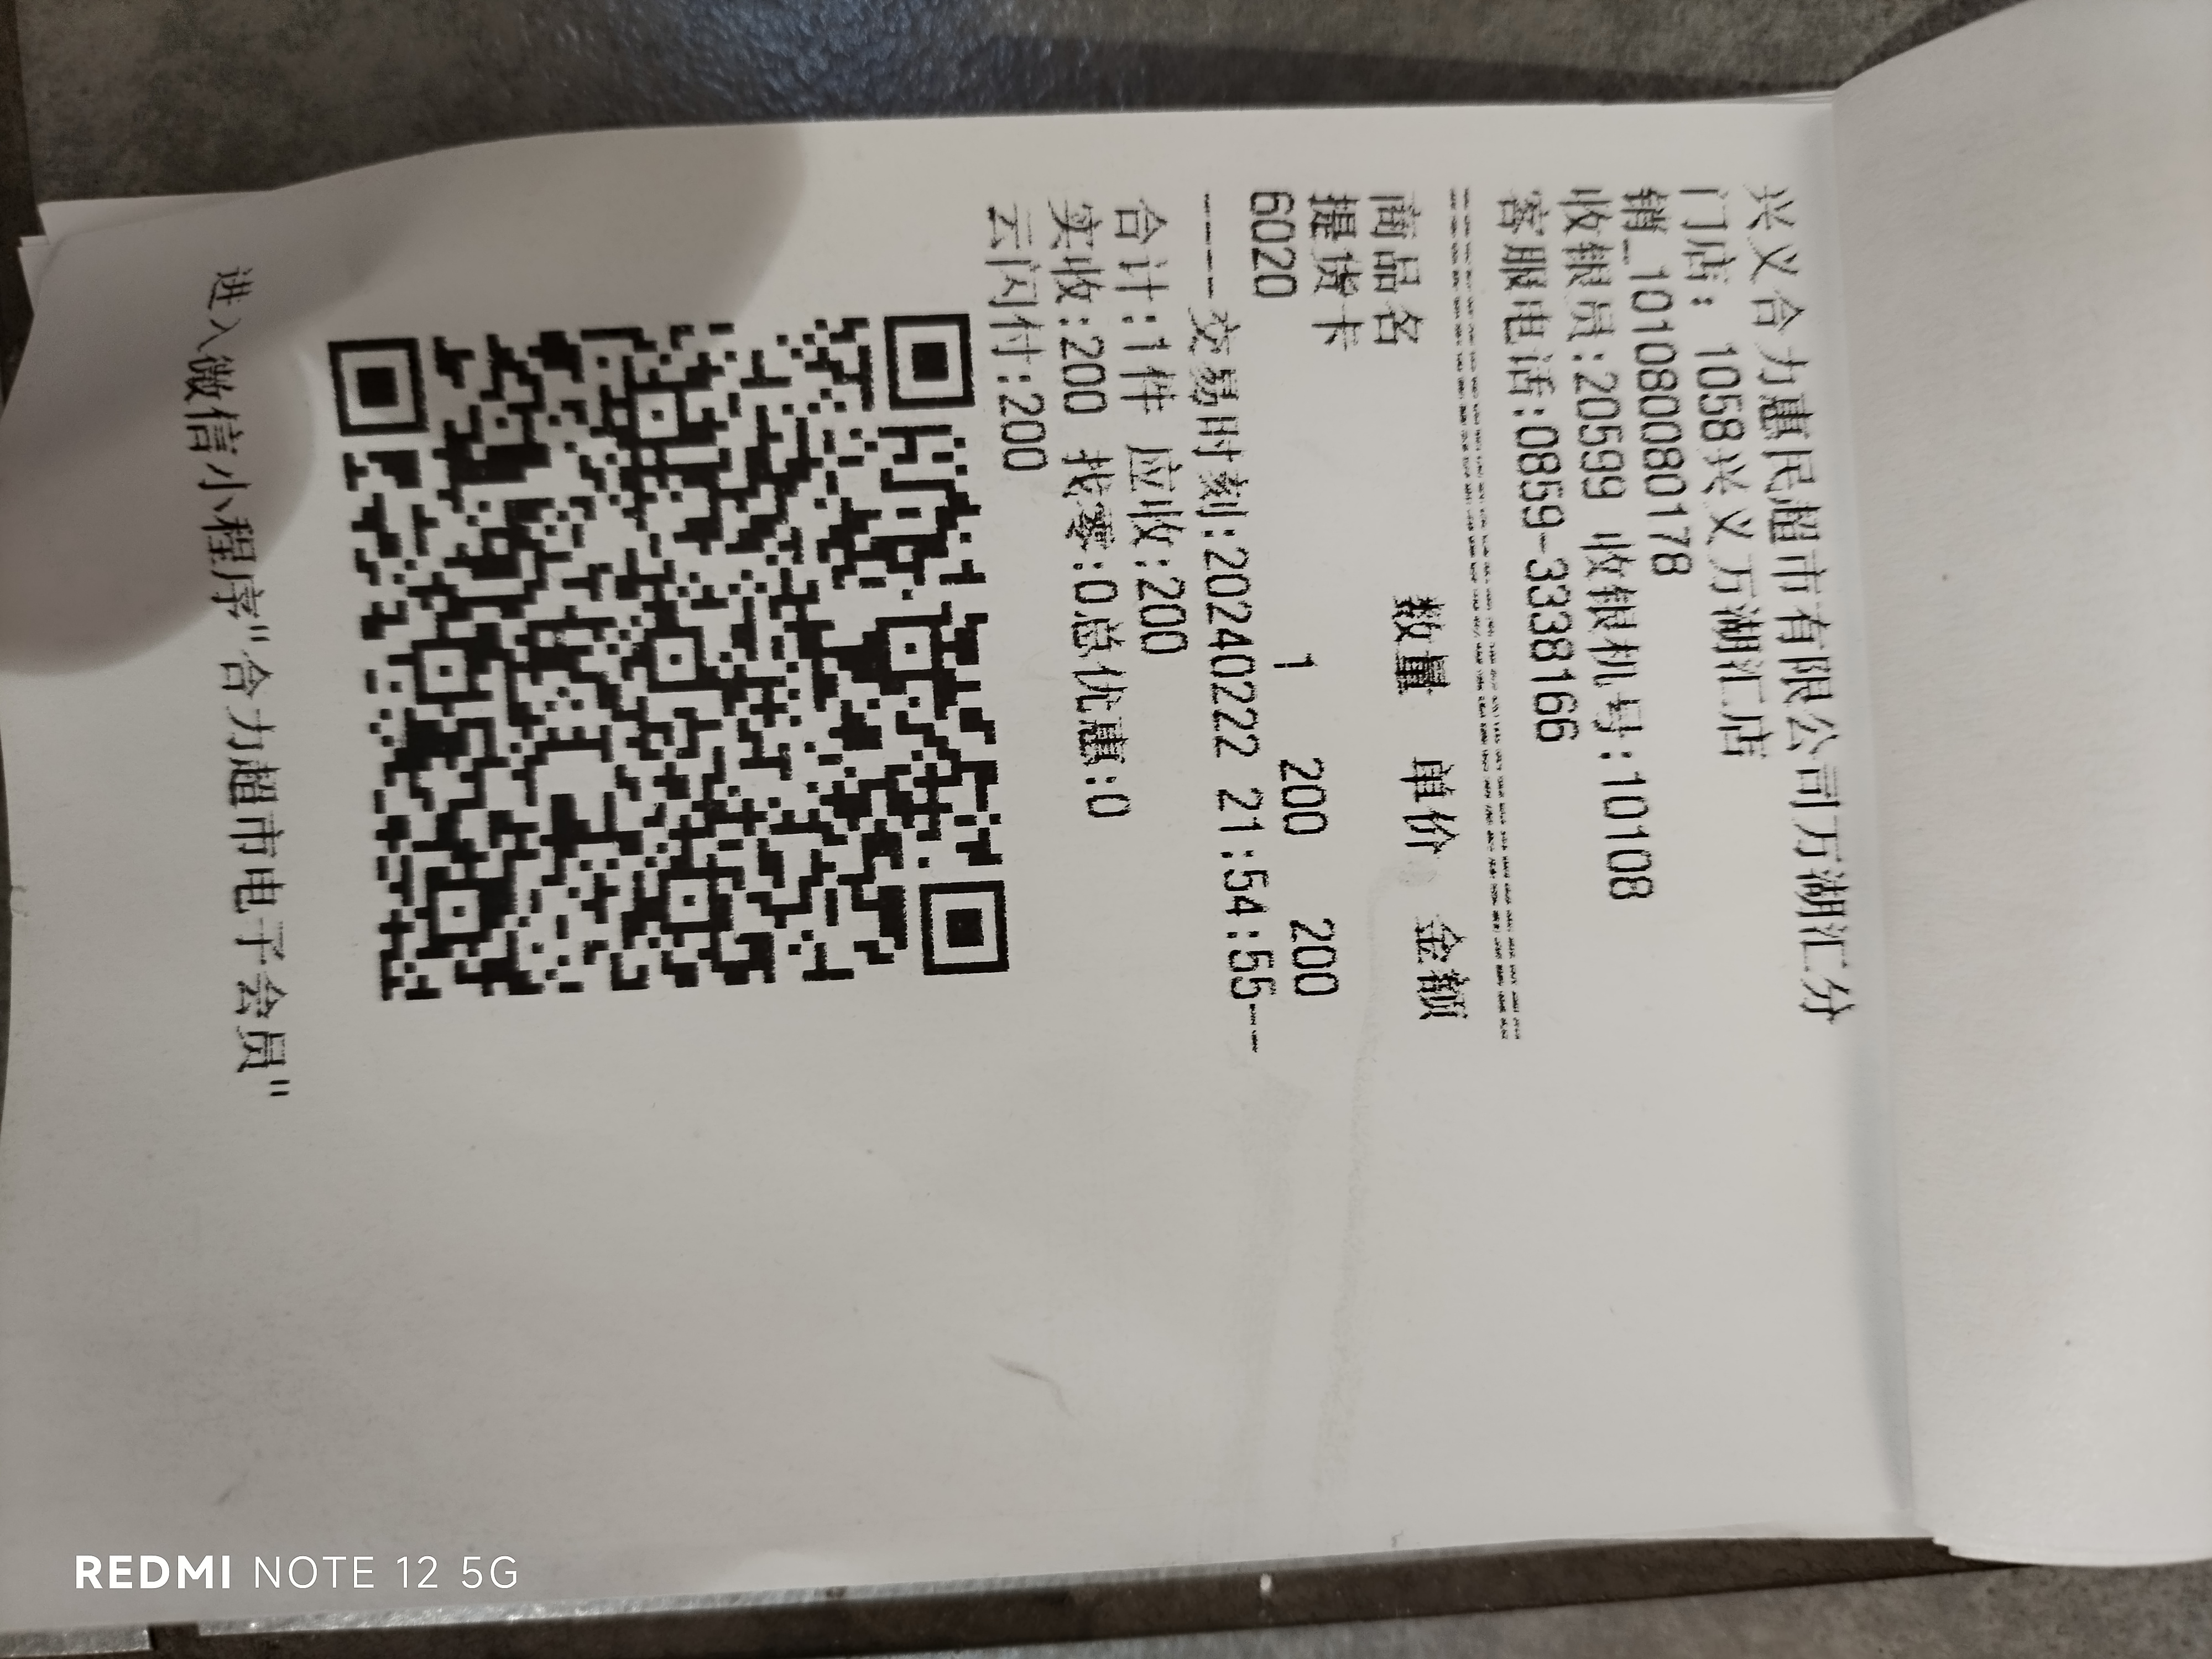 兴义合力惠民超市有限公司万湖汇分
门店: 1058兴义万湖汇店
销_101080080178
收银员:20599 收银机号:10108
客服电话:0859-3338166
==========================================
商品名 数量 单价 金额
提货卡
6020 1 200 200
----交易时刻:20240222 21:54:55--
合计:1件 应收:200
实收:200 找零:0总优惠:0
云闪付:200
进入微信小程序"合力超市电子会员"
REDMI NOTE 12 5G